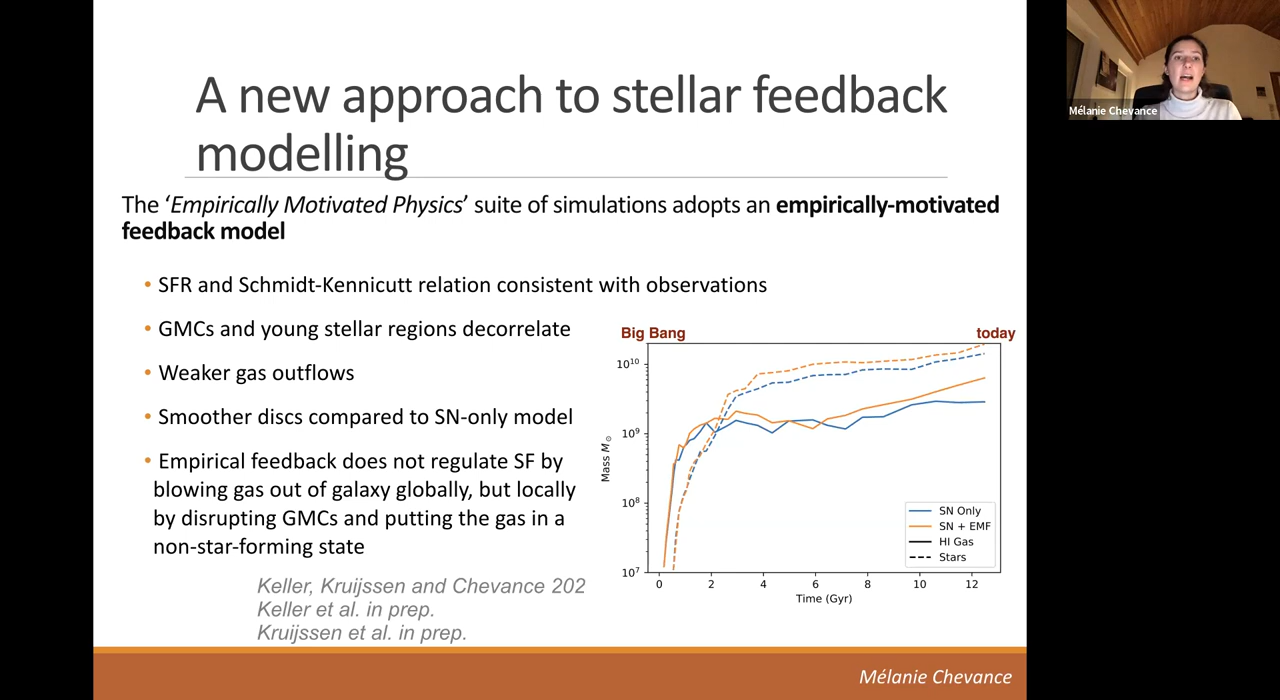 A new approach to stellar feedback
modelling
The ‘Empirically Motivated Physics’ suite of simulations adopts an empirically-motivated
feedback model
• SFR and Schmidt-Kennicutt relation consistent with observations
• GMCs and young stellar regions decorrelate
• Weaker gas outflows
• Smoother discs compared to SN-only model
• Empirical feedback does not regulate SF by
blowing gas out of galaxy globally, but locally
by disrupting GMCs and putting the gas in a
non-star-forming state
Keller, Kruijssen and Chevance 202
Keller et al. in prep.
Kruijssen et al. in prep.
Big Bang today
10¹⁰
10⁹
10⁸
10⁷
Mass M⊙
SN Only
SN + EMF
HI Gas
Stars
0 2 4 6 8 10 12
Time (Gyr)
Mélanie Chevance
Mélanie Chevance